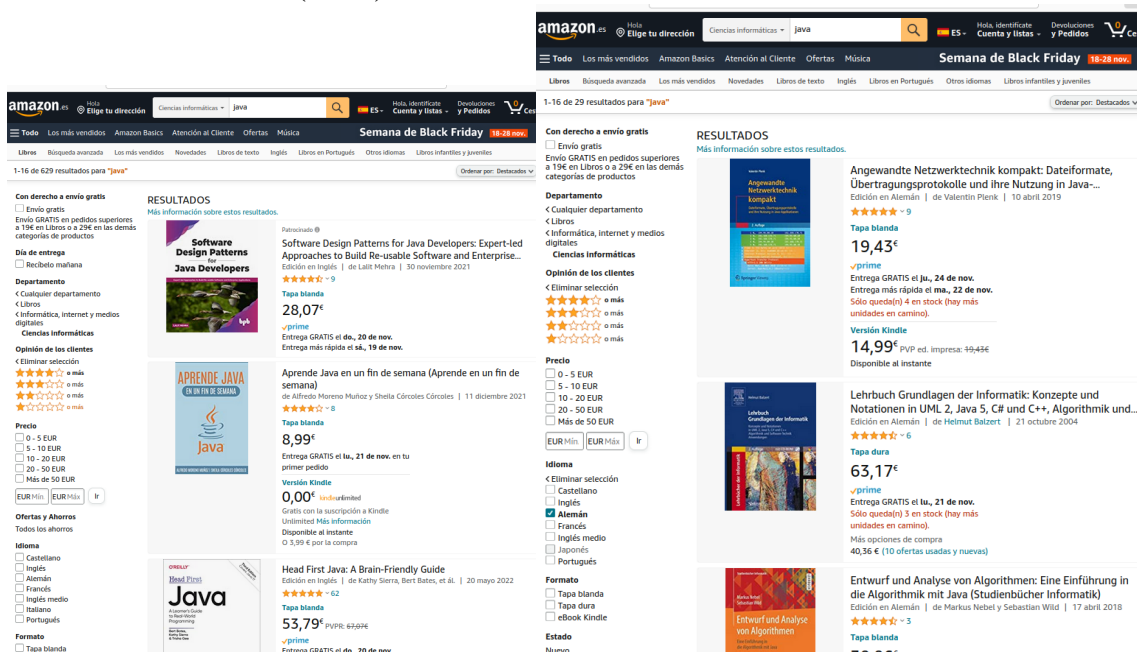 amazon.es
Hola
Elige tu dirección
Ciencias informáticas
java
ES
Hola, identifícate
Cuenta y listas
Devoluciones
y Pedidos
0
Todo Los más vendidos Amazon Basics Atención al Cliente Ofertas Música
Semana de Black Friday 18-28 nov.
Libros Búsqueda avanzada Los más vendidos Novedades Libros de texto Inglés Libros en Portugués Otros idiomas Libros infantiles y juveniles
1-16 de 629 resultados para "java"
Ordenar por: Destacados
Con derecho a envío gratis
Envío gratis
Envío GRATIS en pedidos superiores
a 19€ en Libros o a 29€ en las demás
categorías de productos
Día de entrega
Recíbelo mañana
Departamento
Cualquier departamento
Libros
Informática, internet y medios
digitales
Ciencias informáticas
Opinión de los clientes
Eliminar selección
o más
o más
o más
o más
Precio
0 - 5 EUR
5 - 10 EUR
10 - 20 EUR
20 - 50 EUR
Más de 50 EUR
EUR Mín EUR Máx Ir
Ofertas y Ahorros
Todos los ahorros
Idioma
Castellano
Inglés
Alemán
Francés
Inglés medio
Italiano
Portugués
Formato
Tapa blanda
RESULTADOS
Más información sobre estos resultados.
Software
Design Patterns
for
Java Developers
bpb
Patrocinado
Software Design Patterns for Java Developers: Expert-led
Approaches to Build Re-usable Software and Enterprise...
Edición en Inglés | de Lalit Mehra | 30 noviembre 2021
9
Tapa blanda
28,07€
prime
Entrega GRATIS el do., 20 de nov.
Entrega más rápida el sá., 19 de nov.
APRENDE JAVA
EN UN FIN DE SEMANA
Java
Aprende Java en un fin de semana (Aprende en un fin de
semana)
de Alfredo Moreno Muñoz y Sheila Córcoles Córcoles | 11 diciembre 2021
8
Tapa blanda
8,99€
Entrega GRATIS el lu., 21 de nov. en tu
primer pedido
Versión Kindle
0,00€ kindleunlimited
Gratis con la suscripción a Kindle
Unlimited Más información
Disponible al instante
O 3,99 € por la compra
O'REILLY
Head First
Java
A Learner's Guide
to Real-World
Programming
Head First Java: A Brain-Friendly Guide
Edición en Inglés | de Kathy Sierra, Bert Bates, et ál. | 20 mayo 2022
62
Tapa blanda
53,79€ PVPR: 67,07€
prime
Entrega GRATIS el do., 20 de nov.
amazon.es
Hola
Elige tu dirección
Ciencias informáticas
java
ES
Hola, identifícate
Cuenta y listas
Devoluciones
y Pedidos
0
Todo Los más vendidos Amazon Basics Atención al Cliente Ofertas Música
Semana de Black Friday 18-28 nov.
Libros Búsqueda avanzada Los más vendidos Novedades Libros de texto Inglés Libros en Portugués Otros idiomas Libros infantiles y juveniles
1-16 de 29 resultados para "java"
Ordenar por: Destacados
Con derecho a envío gratis
Envío gratis
Envío GRATIS en pedidos superiores
a 19€ en Libros o a 29€ en las demás
categorías de productos
Departamento
Cualquier departamento
Libros
Informática, internet y medios
digitales
Ciencias informáticas
Opinión de los clientes
Eliminar selección
o más
o más
o más
o más
Precio
0 - 5 EUR
5 - 10 EUR
10 - 20 EUR
20 - 50 EUR
Más de 50 EUR
EUR Mín EUR Máx Ir
Idioma
Eliminar selección
Castellano
Inglés
Alemán
Francés
Inglés medio
Japonés
Portugués
Formato
Tapa blanda
Tapa dura
eBook Kindle
Estado
Nuevo
RESULTADOS
Más información sobre estos resultados.
Angewandte
Netzwerktechnik
kompakt
Springer Vieweg
Angewandte Netzwerktechnik kompakt: Dateiformate,
Übertragungsprotokolle und ihre Nutzung in Java-...
Edición en Alemán | de Valentin Plenk | 10 abril 2019
9
Tapa blanda
19,43€
prime
Entrega GRATIS el ju., 24 de nov.
Entrega más rápida el ma., 22 de nov.
Sólo queda(n) 4 en stock (hay más
unidades en camino).
Versión Kindle
14,99€ PVP ed. impresa: 19,43€
Disponible al instante
Lehrbuch
Grundlagen der Informatik
Lehrbuch Grundlagen der Informatik: Konzepte und
Notationen in UML 2, Java 5, C# und C++, Algorithmik und...
Edición en Alemán | de Helmut Balzert | 21 octubre 2004
6
Tapa dura
63,17€
prime
Entrega GRATIS el lu., 21 de nov.
Sólo queda(n) 3 en stock (hay más
unidades en camino).
Más opciones de compra
40,36 € (10 ofertas usadas y nuevas)
Markus Nebel
Sebastian Wild
Entwurf und Analyse
von Algorithmen
Entwurf und Analyse von Algorithmen: Eine Einführung in
die Algorithmik mit Java (Studienbücher Informatik)
Edición en Alemán | de Markus Nebel y Sebastian Wild | 17 abril 2018
3
Tapa blanda